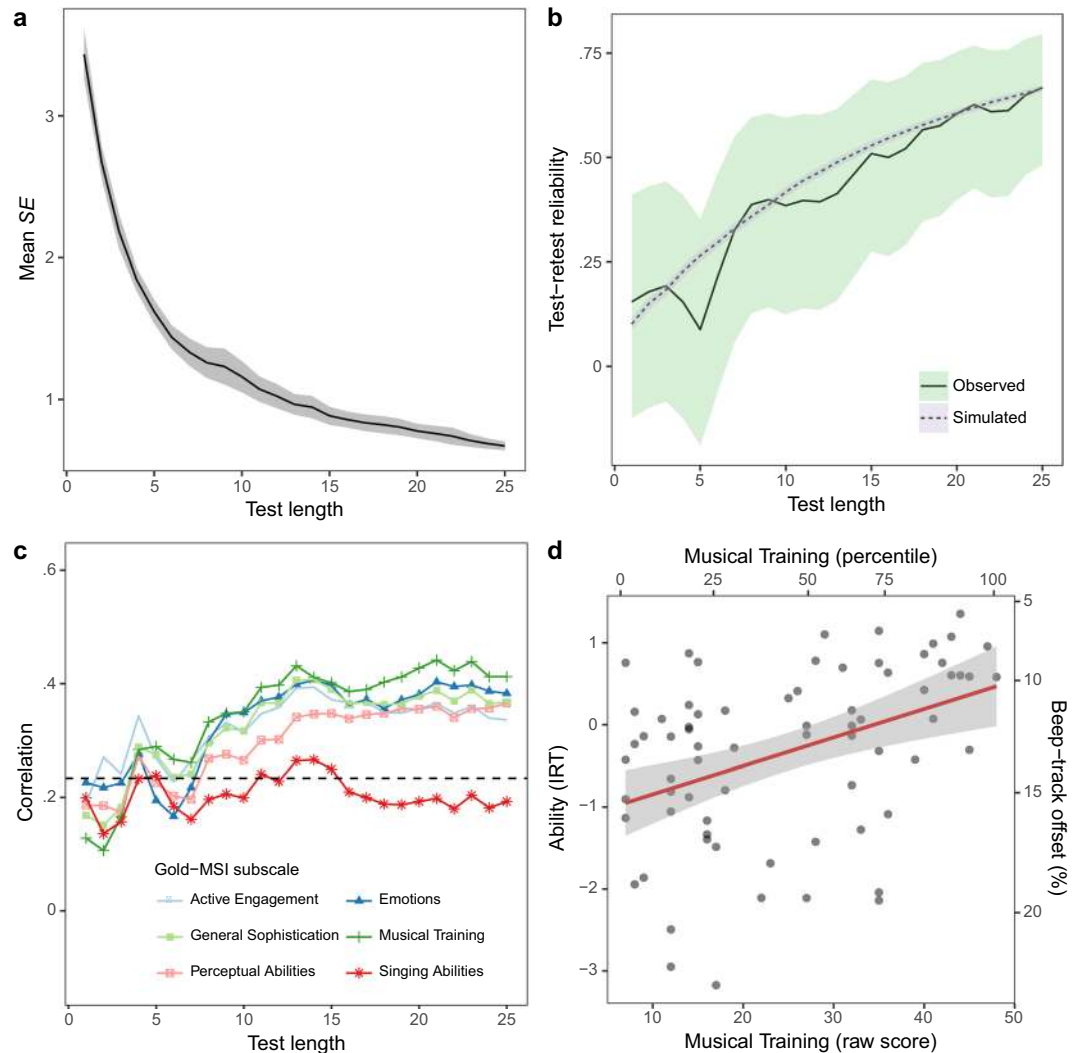 a
Mean SE
3
2
1
0 5 10 15 20 25
Test length
b
Test−retest reliability
.75
.50
.25
0
Observed
Simulated
0 5 10 15 20 25
Test length
c
Correlation
.6
.4
.2
0
Gold−MSI subscale
Active Engagement Emotions
General Sophistication Musical Training
Perceptual Abilities Singing Abilities
0 5 10 15 20 25
Test length
d
Musical Training (percentile)
0 25 50 75 100
Ability (IRT)
1
0
−1
−2
−3
5
10
15
20
Beep−track offset (%)
10 20 30 40 50
Musical Training (raw score)